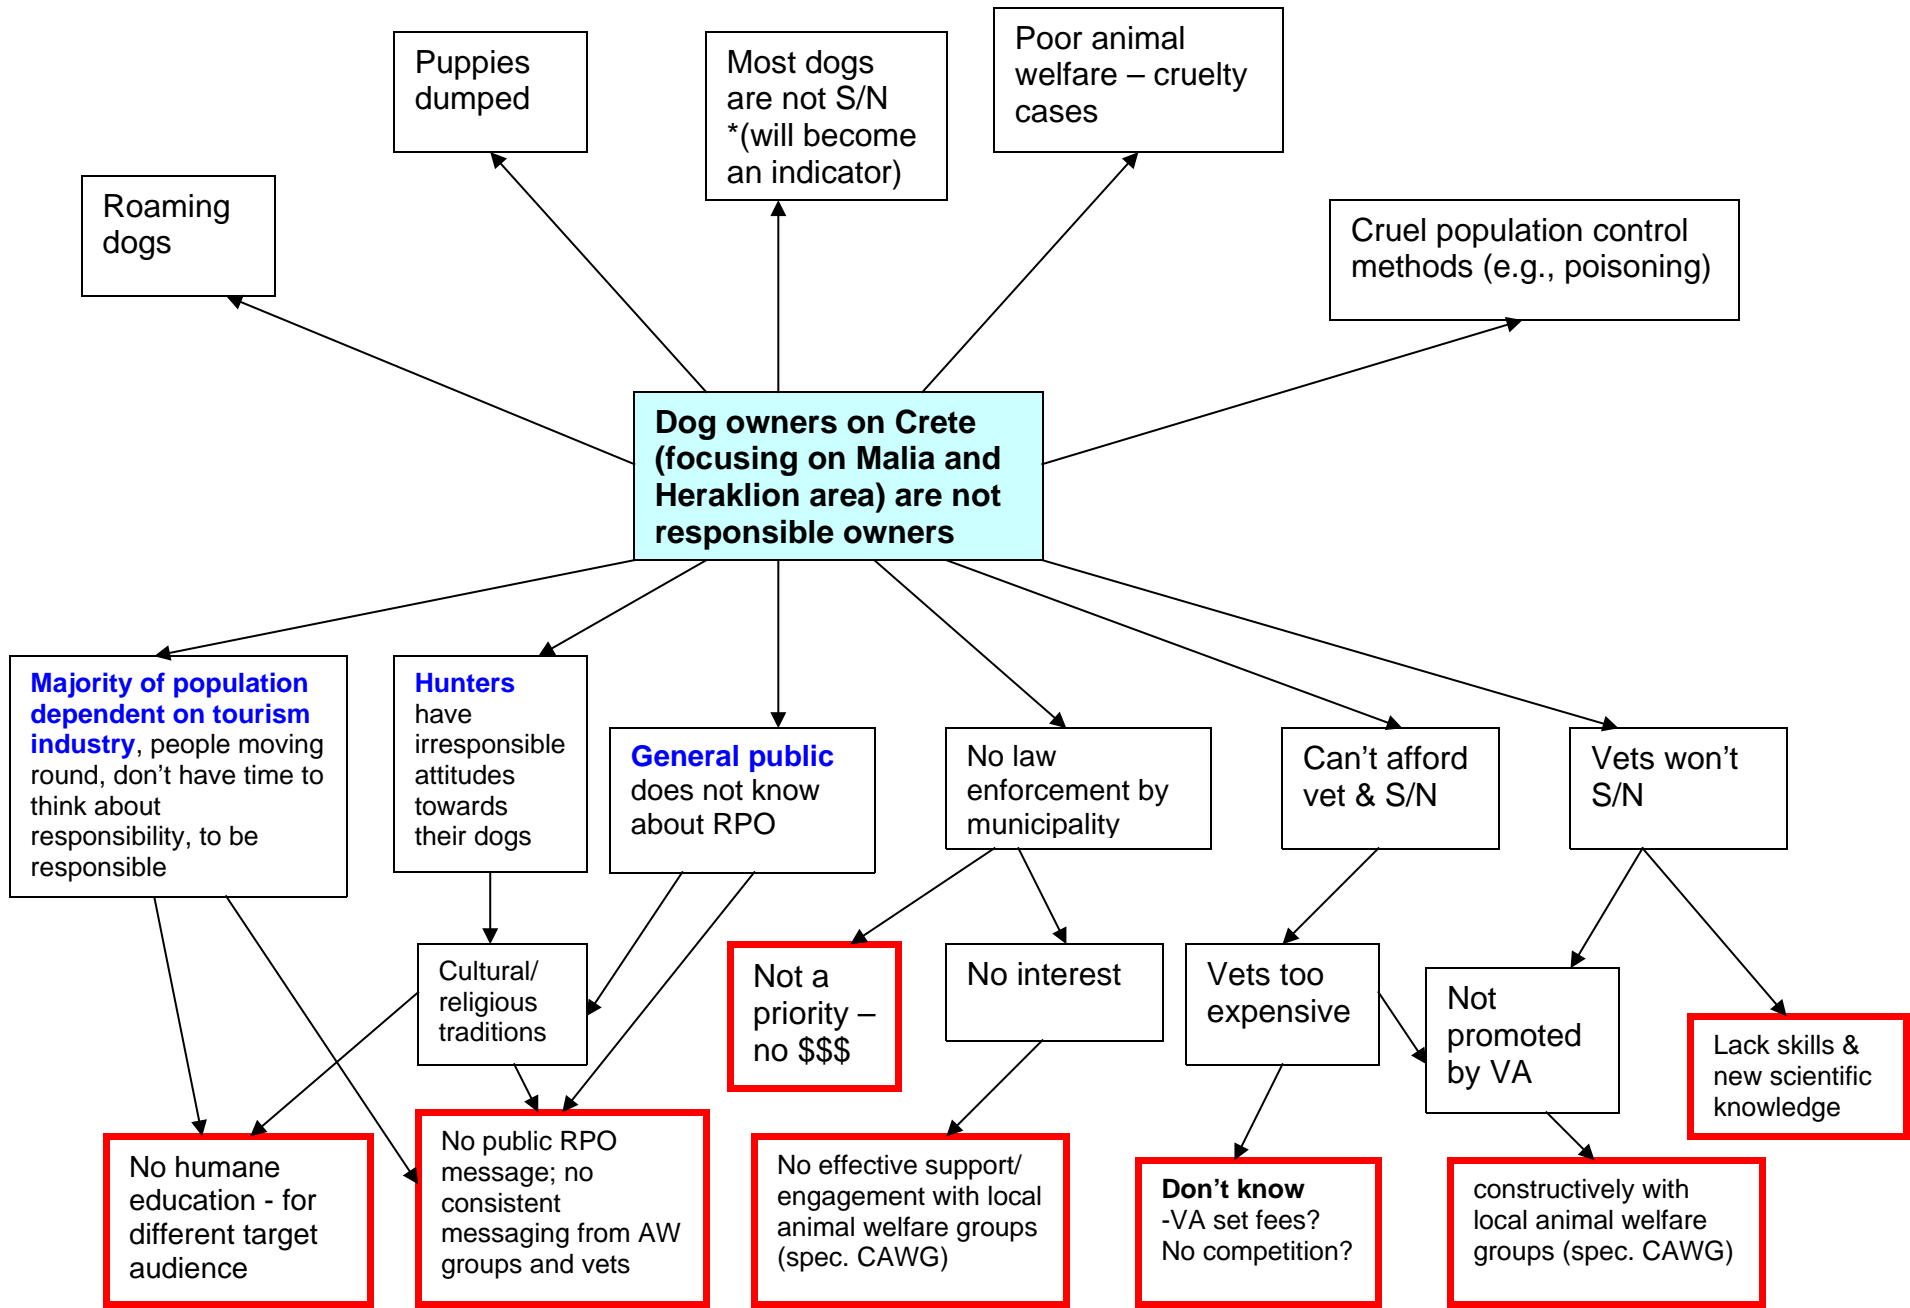 Puppies
dumped
Most dogs
are not S/N
*(will become
an indicator)
Poor animal
welfare – cruelty
cases
Roaming
dogs
Cruel population control
methods (e.g., poisoning)
Dog owners on Crete
(focusing on Malia and
Heraklion area) are not
responsible owners
Majority of population
dependent on tourism
industry, people moving
round, don’t have time to
think about
responsibility, to be
responsible
Hunters
have
irresponsible
attitudes
towards
their dogs
General public
does not know
about RPO
No law
enforcement by
municipality
Can’t afford
vet & S/N
Vets won’t
S/N
Cultural/
religious
traditions
Not a
priority –
no $$$
No interest
Vets too
expensive
Not
promoted
by VA
Lack skills &
new scientific
knowledge
No humane
education - for
different target
audience
No public RPO
message; no
consistent
messaging from AW
groups and vets
No effective support/
engagement with local
animal welfare groups
(spec. CAWG)
Don’t know
-VA set fees?
No competition?
constructively with
local animal welfare
groups (spec. CAWG)